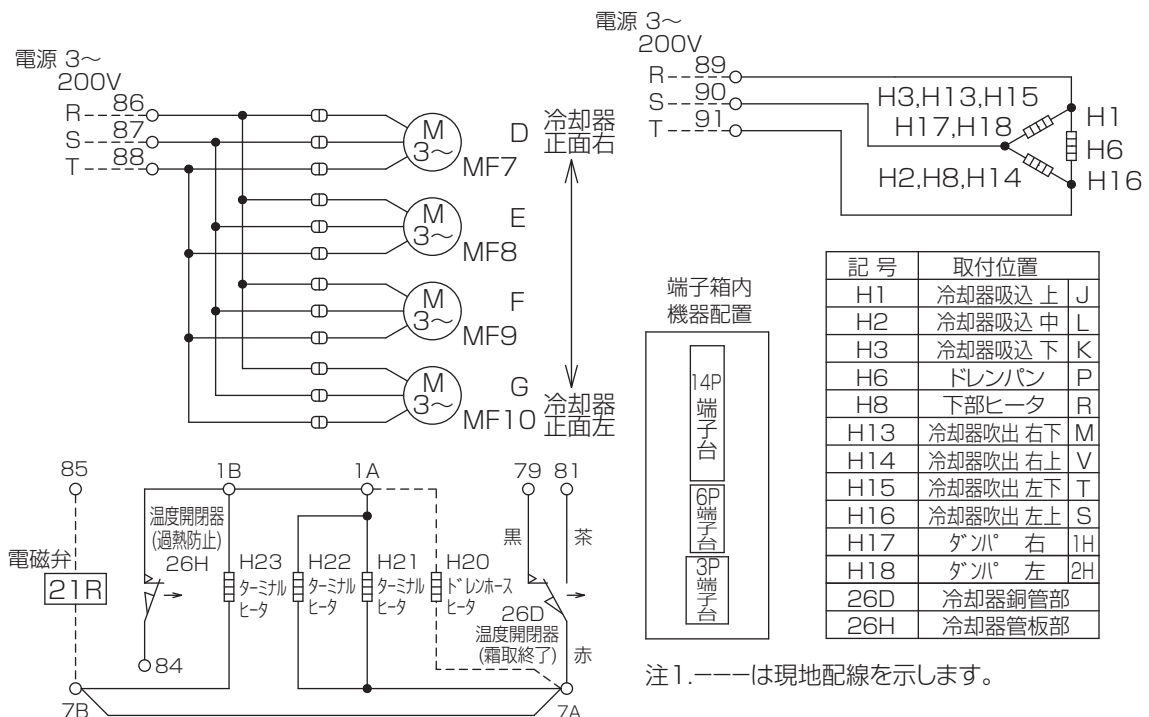 電源 3～
200V
R 86
S 87
T 88
M
3～
MF7
D
冷却器
正面右
M
3～
MF8
E
M
3～
MF9
F
M
3～
MF10
G
冷却器
正面左
電源 3～
200V
R 89
S 90
T 91
H3,H13,H15
H17,H18
H2,H8,H14
H1
H6
H16
端子箱内
機器配置
14P
端子台
6P
端子台
3P
端子台
記号 取付位置
H1 冷却器吸込 上 J
H2 冷却器吸込 中 L
H3 冷却器吸込 下 K
H6 ドレンパン P
H8 下部ヒータ R
H13 冷却器吹出 右下 M
H14 冷却器吹出 右上 V
H15 冷却器吹出 左下 T
H16 冷却器吹出 左上 S
H17 ダンパ 右 1H
H18 ダンパ 左 2H
26D 冷却器銅管部
26H 冷却器管板部
85 1B 1A 79 81
電磁弁
21R
温度開閉器
(過熱防止)
26H
84
H23
ターミナル
ヒータ
H22
ターミナル
ヒータ
H21
ターミナル
ヒータ
H20
ドレンホース
ヒータ
黒 茶
26D
温度開閉器
(霜取終了)
赤
7B 7A
注1.---は現地配線を示します。